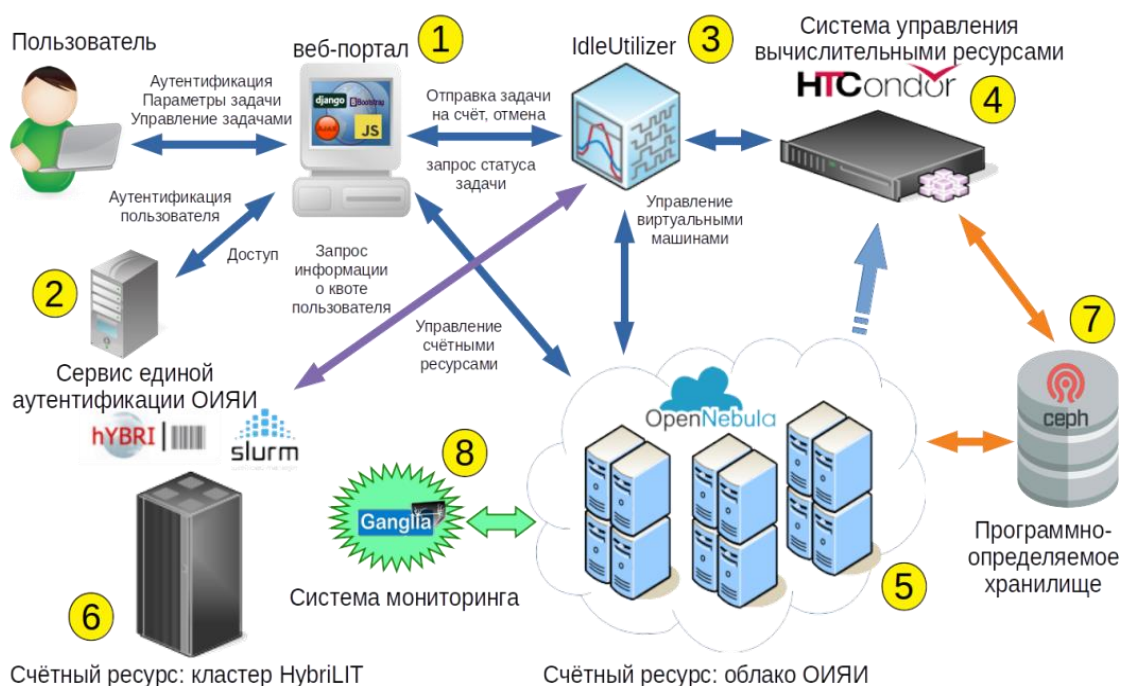 Пользователь
веб-портал
1
IdleUtilizer
3
Система управления
вычислительными ресурсами
HTCondor
4
Аутентификация
Параметры задачи
Управление задачами
django
Bootstrap
AJAX
JS
Отправка задачи
на счёт, отмена
запрос статуса
задачи
Аутентификация
пользователя
Доступ
Запрос
информации
о квоте
пользователя
Управление
виртуальными
машинами
2
Управление
счётными
ресурсами
Сервис единой
аутентификации ОИЯИ
hYBRI
slurm
OpenNebula
7
ceph
8
Ganglia
Система мониторинга
Программно-
определяемое
хранилище
5
6
Счётный ресурс: кластер HybriLIT
Счётный ресурс: облако ОИЯИ